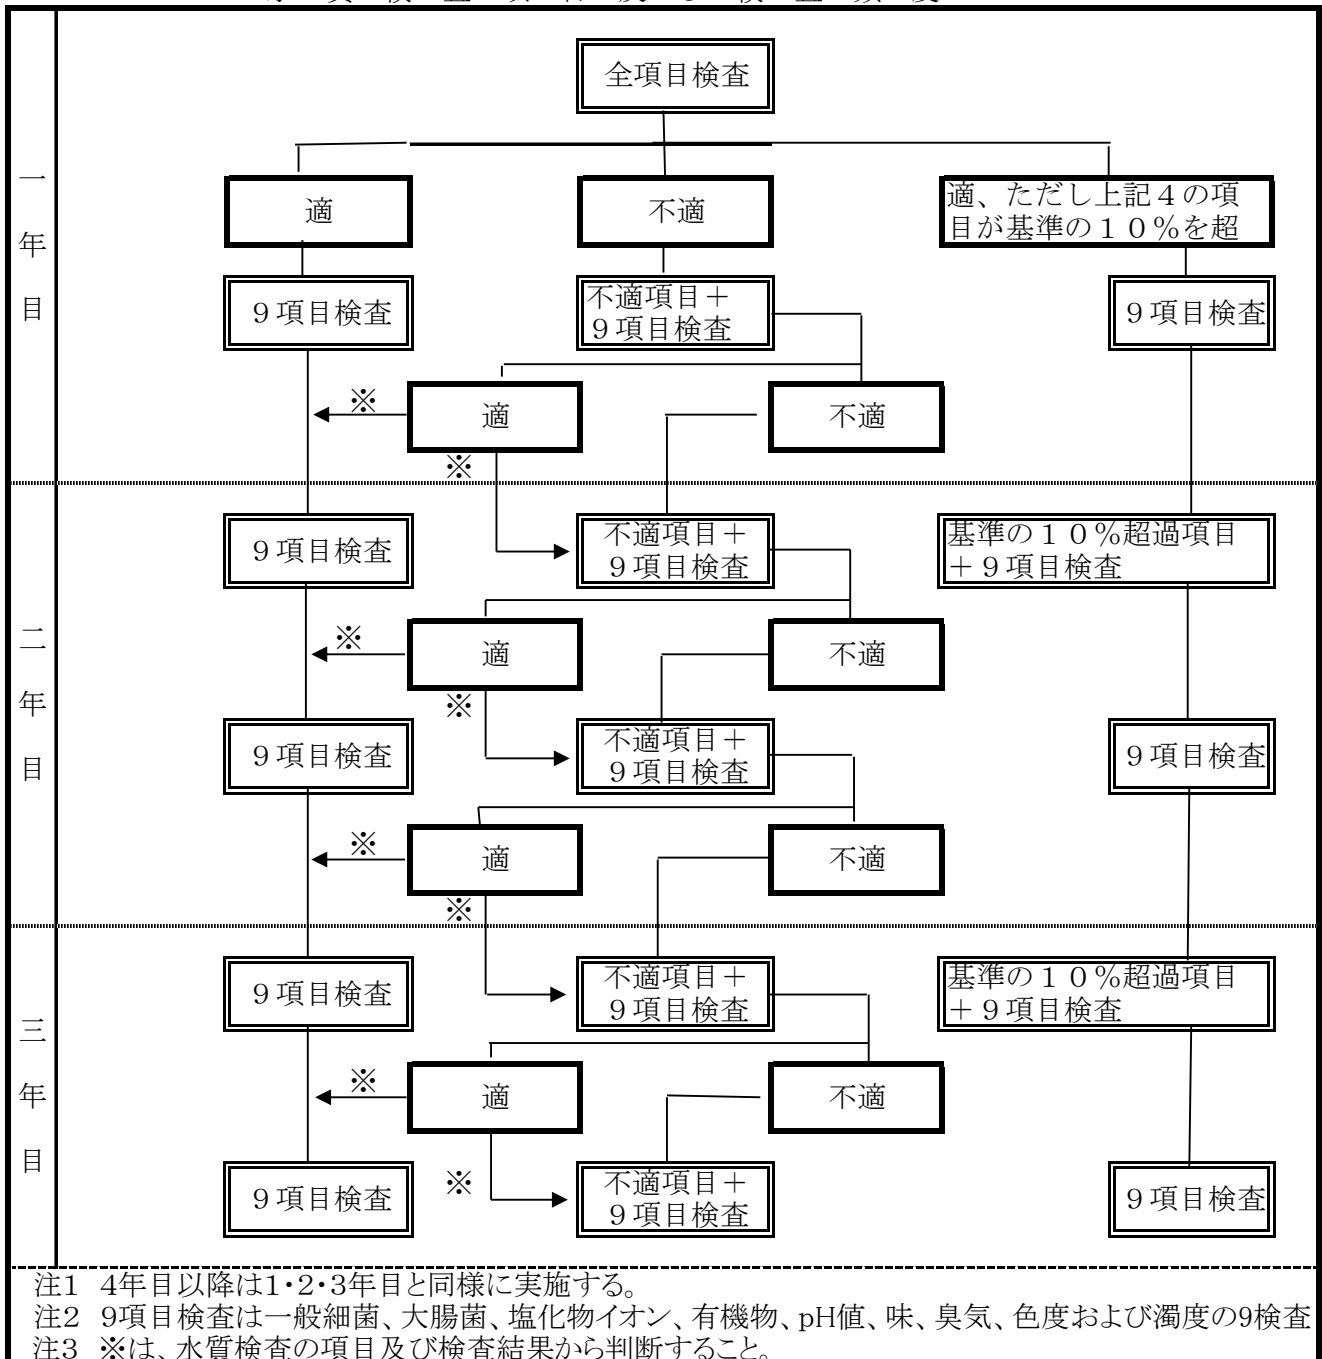 全項目検査
適
不適
適、ただし上記４の項
目が基準の１０％を超
一
年
目
９項目検査
不適項目＋
９項目検査
９項目検査
※
適
不適
※
９項目検査
不適項目＋
９項目検査
基準の１０％超過項目
＋９項目検査
二
年
目
※
適
不適
※
９項目検査
不適項目＋
９項目検査
９項目検査
※
適
不適
※
９項目検査
不適項目＋
９項目検査
基準の１０％超過項目
＋９項目検査
三
年
目
※
適
不適
※
９項目検査
不適項目＋
９項目検査
９項目検査
注1　4年目以降は1・2・3年目と同様に実施する。
注2　9項目検査は一般細菌、大腸菌、塩化物イオン、有機物、pH値、味、臭気、色度および濁度の9検査
注3　※は、水質検査の項目及び検査結果から判断すること。